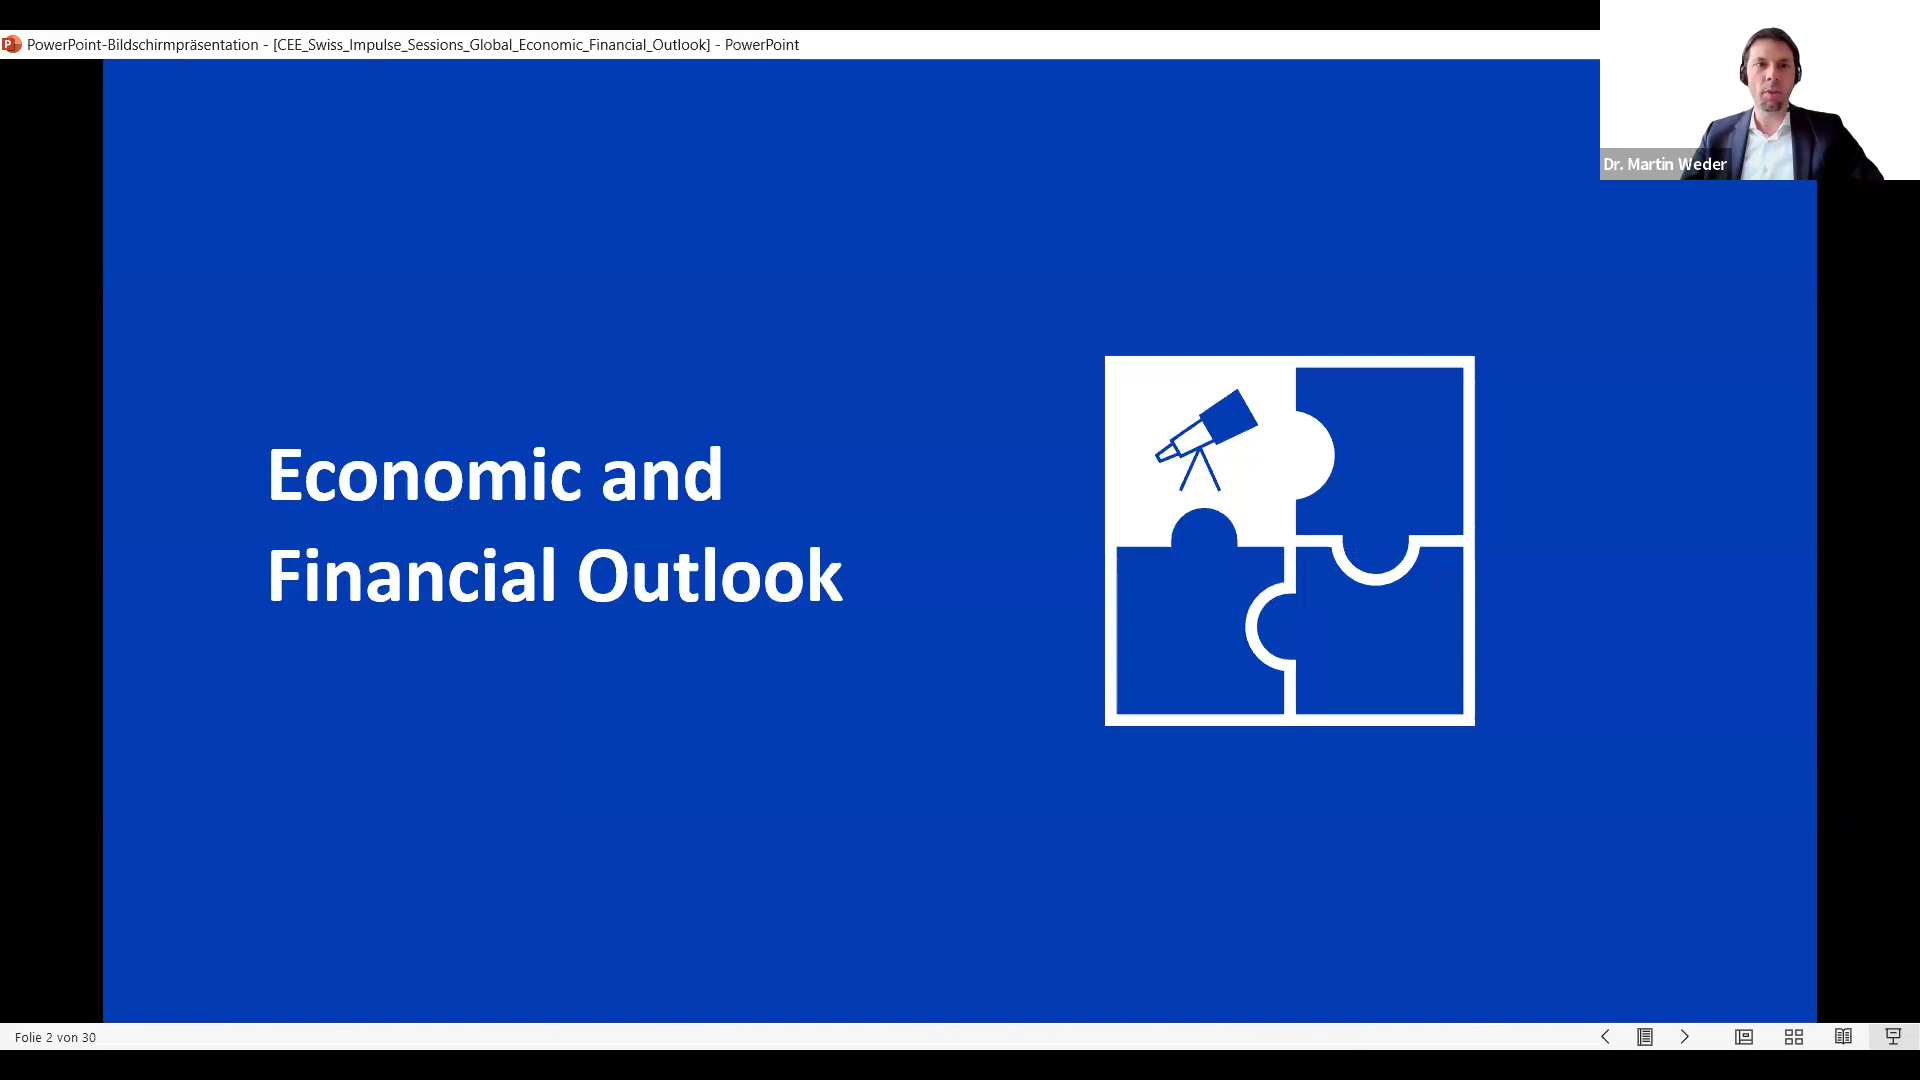 PowerPoint-Bildschirmpräsentation - [CEE_Swiss_Impulse_Sessions_Global_Economic_Financial_Outlook] - PowerPoint
Dr. Martin Weder
Economic and
Financial Outlook
Folie 2 von 30